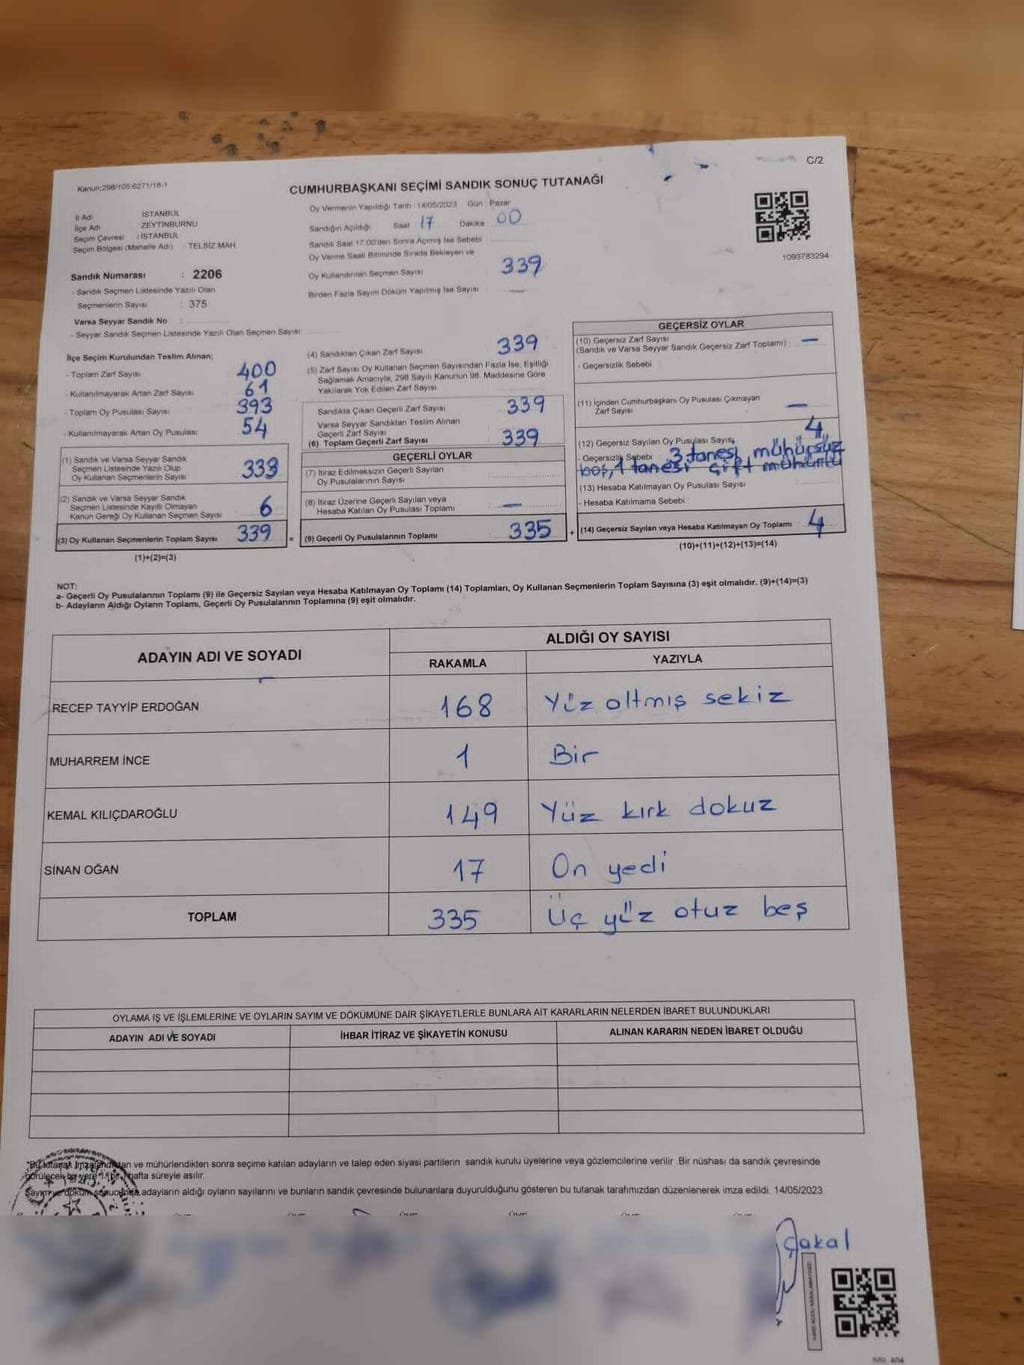 C/2
Kanun:298/105-6271/18-1
CUMHURBAŞKANI SEÇİMİ SANDIK SONUÇ TUTANAĞI
İl Adı : İSTANBUL
İlçe Adı : ZEYTİNBURNU
Seçim Çevresi : İSTANBUL
Seçim Bölgesi (Mahalle Adı) : TELSİZ MAH.
Oy Vermenin Yapıldığı Tarih : 14/05/2023 Gün : Pazar
Sandığın Açıldığı Saat 17 Dakika 00
Sandık Saat 17.00'den Sonra Açılmış İse Sebebi
Oy Verme Saati Bitiminde Sırada Bekleyen ve
Oy Kullandırılan Seçmen Sayısı 339
Birden Fazla Sayım Döküm Yapılmış İse Sayısı —
1093783294
Sandık Numarası : 2206
- Sandık Seçmen Listesinde Yazılı Olan
Seçmenlerin Sayısı : 375
Varsa Seyyar Sandık No
- Seyyar Sandık Seçmen Listesinde Yazılı Olan Seçmen Sayısı
İlçe Seçim Kurulundan Teslim Alınan;
- Toplam Zarf Sayısı 400
- Kullanılmayarak Artan Zarf Sayısı 61
- Toplam Oy Pusulası Sayısı 393
- Kullanılmayarak Artan Oy Pusulası 54
(1) Sandık ve Varsa Seyyar Sandık
Seçmen Listesinde Yazılı Olup
Oy Kullanan Seçmenlerin Sayısı 333
(2) Sandık ve Varsa Seyyar Sandık
Seçmen Listesinde Kayıtlı Olmayan
Kanun Gereği Oy Kullanan Seçmen Sayısı 6
(3) Oy Kullanan Seçmenlerin Toplam Sayısı 339
(1)+(2)=(3)
(4) Sandıktan Çıkan Zarf Sayısı 339
(5) Zarf Sayısı Oy Kullanan Seçmen Sayısından Fazla İse, Eşitliği
Sağlamak Amacıyla, 298 Sayılı Kanunun 98. Maddesine Göre
Yakılarak Yok Edilen Zarf Sayısı
Sandıkta Çıkan Geçerli Zarf Sayısı 339
Varsa Seyyar Sandıktan Teslim Alınan
Geçerli Zarf Sayısı
(6) Toplam Geçerli Zarf Sayısı 339
GEÇERLİ OYLAR
(7) İtiraz Edilmeksizin Geçerli Sayılan
Oy Pusulasının Sayısı
(8) İtiraz Üzerine Geçerli Sayılan veya
Hesaba Katılan Oy Pusulası Toplamı —
= (9) Geçerli Oy Pusulalarının Toplamı 335 +
GEÇERSİZ OYLAR
(10) Geçersiz Zarf Sayısı
(Sandık ve Varsa Seyyar Sandık Geçersiz Zarf Toplamı) : —
- Geçersizlik Sebebi
(11) İçinden Cumhurbaşkanı Oy Pusulası Çıkmayan
Zarf Sayısı —
(12) Geçersiz Sayılan Oy Pusulası Sayısı 4
- Geçersizlik Sebebi 3 tanesi mühürsüz
boş, 1 tanesi çift mühürlü
(13) Hesaba Katılmayan Oy Pusulası Sayısı
- Hesaba Katılmama Sebebi
(14) Geçersiz Sayılan veya Hesaba Katılmayan Oy Toplamı 4
(10)+(11)+(12)+(13)=(14)
NOT:
a- Geçerli Oy Pusulalarının Toplamı (9) ile Geçersiz Sayılan veya Hesaba Katılmayan Oy Toplamı (14) Toplamları, Oy Kullanan Seçmenlerin Toplam Sayısına (3) eşit olmalıdır. (9)+(14)=(3)
b- Adayların Aldığı Oyların Toplamı, Geçerli Oy Pusulalarının Toplamına (9) eşit olmalıdır.
ADAYIN ADI VE SOYADI
ALDIĞI OY SAYISI
RAKAMLA YAZIYLA
RECEP TAYYİP ERDOĞAN 168 Yüz altmış sekiz
MUHARREM İNCE 1 Bir
KEMAL KILIÇDAROĞLU 149 Yüz kırk dokuz
SİNAN OĞAN 17 On yedi
TOPLAM 335 Üç yüz otuz beş
OYLAMA İŞ VE İŞLEMLERİNE VE OYLARIN SAYIM VE DÖKÜMÜNE DAİR ŞİKAYETLERLE BUNLARA AİT KARARLARIN NELERDEN İBARET BULUNDUKLARI
ADAYIN ADI VE SOYADI İHBAR İTİRAZ VE ŞİKAYETİN KONUSU ALINAN KARARIN NEDEN İBARET OLDUĞU
ve mühürlendikten sonra seçime katılan adayların ve talep eden siyasi partilerin sandık kurulu üyelerine veya gözlemcilerine verilir. Bir nüshası da sandık çevresinde
hafta süreyle asılır.
adayların aldığı oyların sayılarını ve bunların sandık çevresinde bulunanlara duyurulduğunu gösteren bu tutanak tarafımızdan düzenlenerek imza edildi. 14/05/2023
Çakal